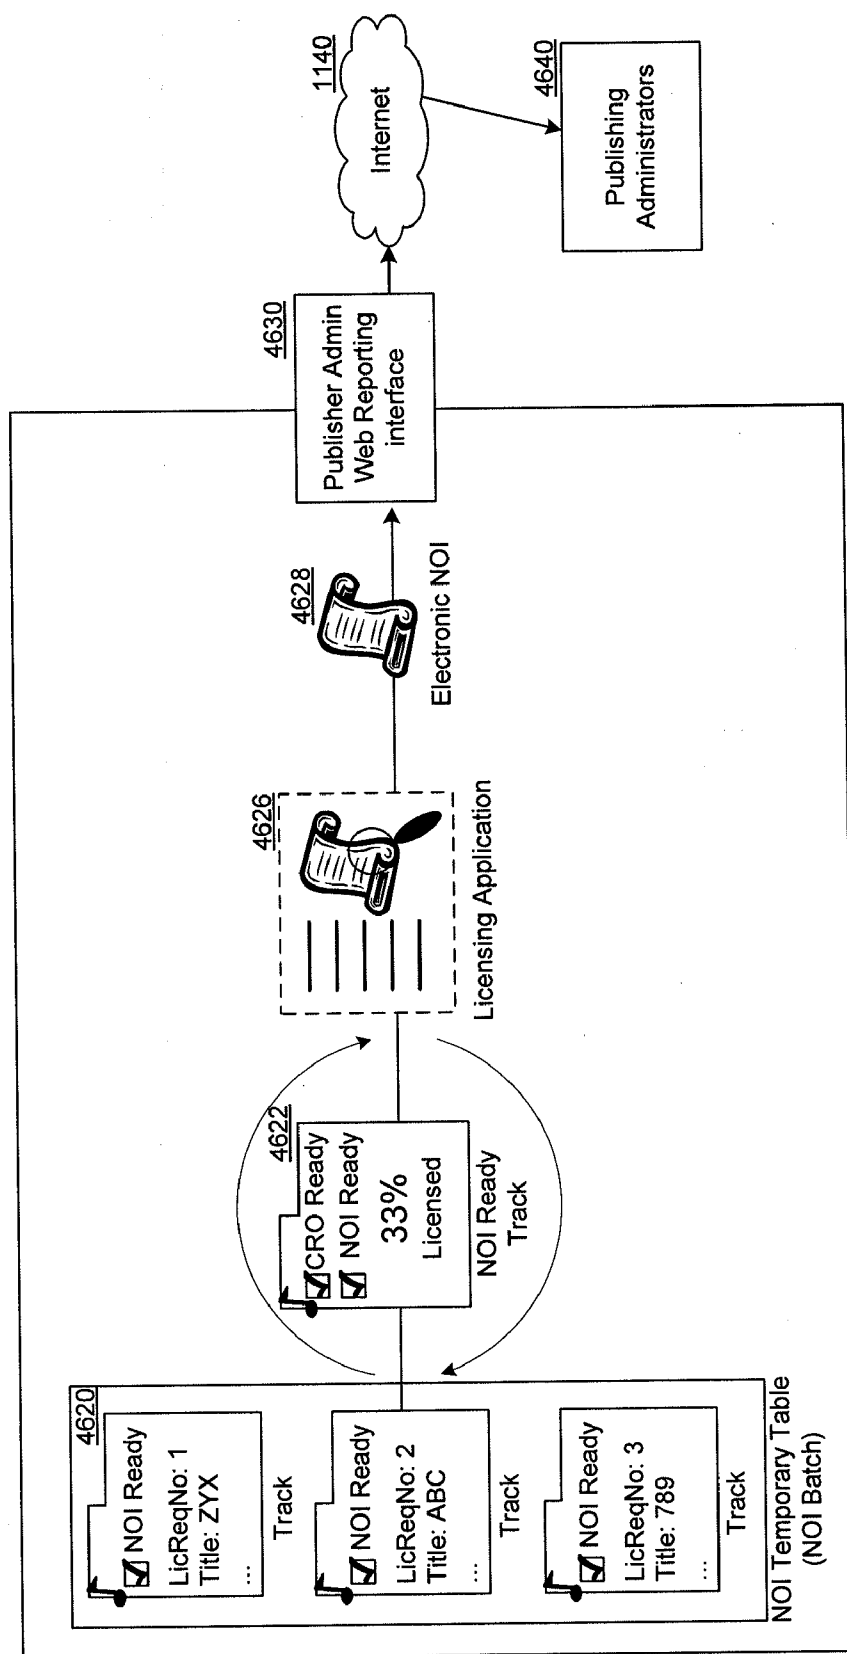 4620
NOI Ready
LicReqNo: 1
Title: ZYX
...
Track
NOI Ready
LicReqNo: 2
Title: ABC
...
Track
NOI Ready
LicReqNo: 3
Title: 789
...
Track
NOI Temporary Table
(NOI Batch)
4622
CRO Ready
NOI Ready
33%
Licensed
NOI Ready
Track
4626
Licensing Application
4628
Electronic NOI
4630
Publisher Admin
Web Reporting
interface
1140
Internet
4640
Publishing
Administrators